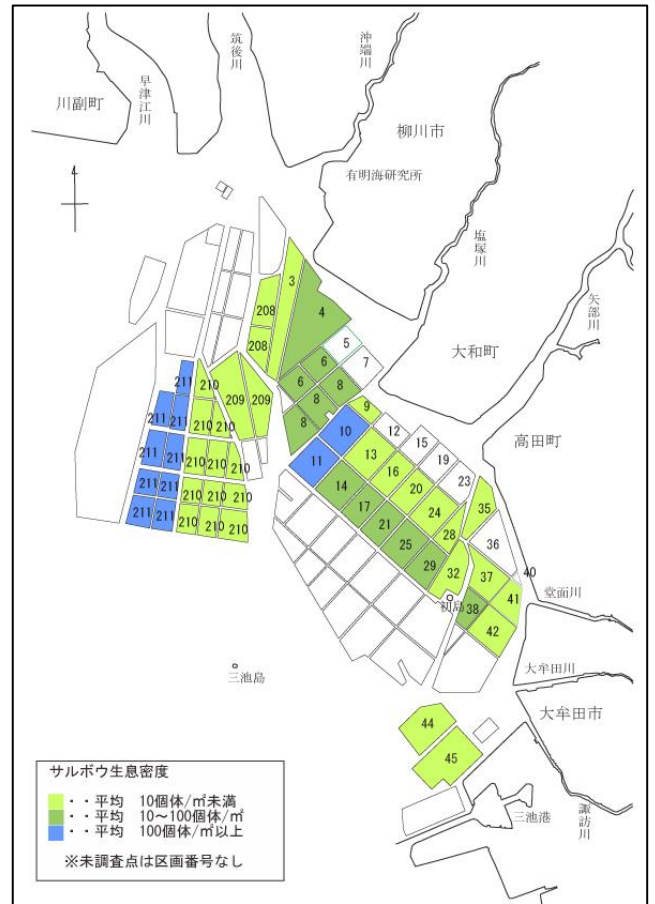 川副町
早津江川
筑後川
沖端川
柳川市
有明海研究所
塩塚川
矢部川
大和町
高田町
3
208
4
208
5
6
7
6
8
209
209
8
9
8
10
12
15
19
23
11
13
16
20
24
28
14
17
21
25
29
32
35
36
37
40
41
38
42
初島
211
210
211
210
211
210
210
211
211
210
210
210
211
211
210
210
210
211
211
210
210
210
堂面川
大牟田川
大牟田市
三池島
44
45
三池港
諏訪川
サルボウ生息密度
・・平均 10個体/㎡未満
・・平均 10～100個体/㎡
・・平均 100個体/㎡以上
※未調査点は区画番号なし